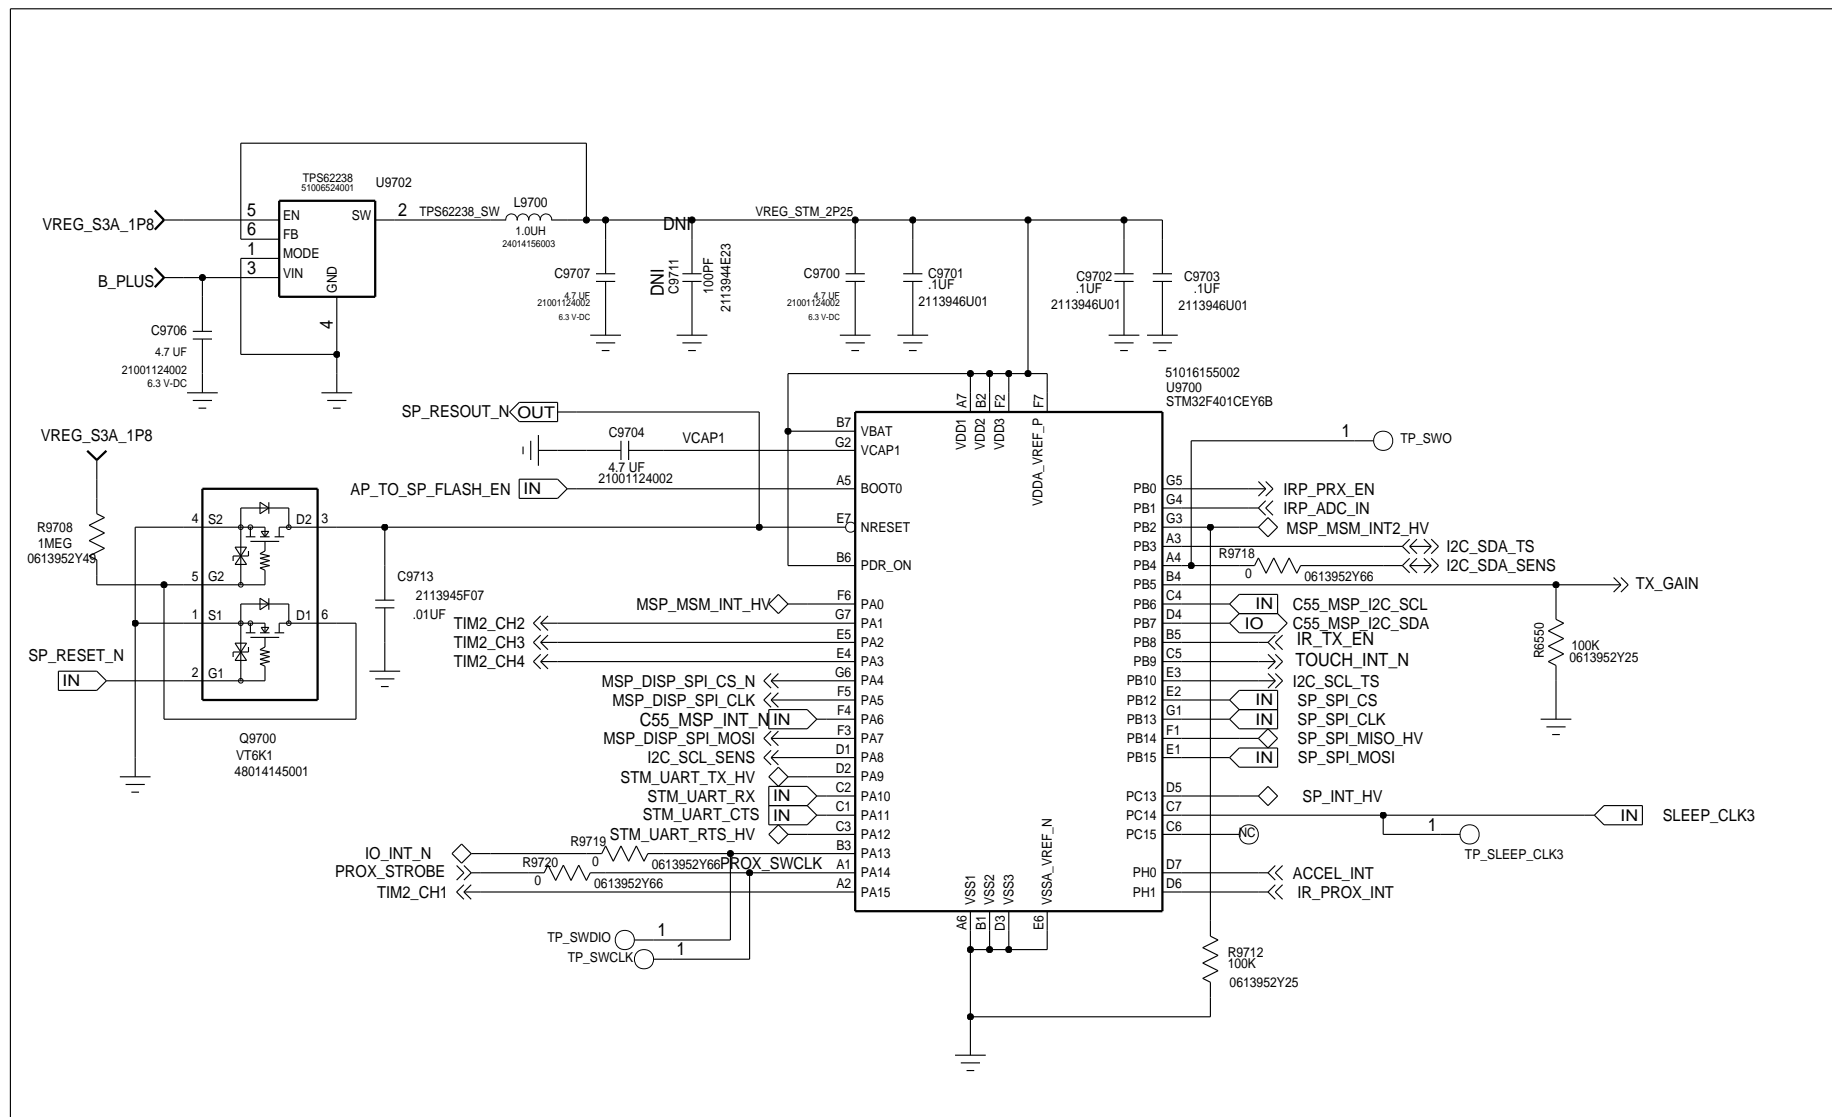 TPS62238
51006524001
U9702
VREG_S3A_1P8
5
EN
SW
2
TPS62238_SW
L9700
1.0UH
24014156003
6
FB
1
MODE
B_PLUS
3
VIN
GND
4
C9706
4.7 UF
21001124002
6.3 V-DC
DNI
VREG_STM_2P25
C9707
4.7 UF
21001124002
6.3 V-DC
DNI
C9711
100PF
2113944E23
C9700
4.7 UF
21001124002
6.3 V-DC
C9701
.1UF
2113946U01
C9702
.1UF
2113946U01
C9703
.1UF
2113946U01
51016155002
U9700
STM32F401CEY6B
SP_RESOUT_N
OUT
C9704
VCAP1
4.7 UF
21001124002
AP_TO_SP_FLASH_EN
IN
VREG_S3A_1P8
R9708
1MEG
0613952Y49
4
S2
D2
3
5
G2
1
S1
D1
6
2
G1
SP_RESET_N
IN
Q9700
VT6K1
48014145001
C9713
2113945F07
.01UF
A7
B2
F2
F7
VDD1
VDD2
VDD3
VDDA_VREF_P
B7
VBAT
G2
VCAP1
A5
BOOT0
E7
NRESET
B6
PDR_ON
MSP_MSM_INT_HV
F6
PA0
TIM2_CH2
G7
PA1
TIM2_CH3
E5
PA2
TIM2_CH4
E4
PA3
MSP_DISP_SPI_CS_N
G6
PA4
MSP_DISP_SPI_CLK
F5
PA5
C55_MSP_INT_N
IN
F4
PA6
MSP_DISP_SPI_MOSI
F3
PA7
I2C_SCL_SENS
D1
PA8
STM_UART_TX_HV
D2
PA9
STM_UART_RX
IN
C2
PA10
STM_UART_CTS
IN
C1
PA11
STM_UART_RTS_HV
C3
PA12
IO_INT_N
R9719
0
0613952Y66
B3
PA13
PROX_STROBE
R9720
0
0613952Y66
PROX_SWCLK
A1
PA14
TIM2_CH1
A2
PA15
TP_SWDIO
1
TP_SWCLK
1
A6
B1
D3
E6
VSS1
VSS2
VSS3
VSSA_VREF_N
1
TP_SWO
PB0
G5
IRP_PRX_EN
PB1
G4
IRP_ADC_IN
PB2
G3
MSP_MSM_INT2_HV
PB3
A3
I2C_SDA_TS
PB4
A4
R9718
0
0613952Y66
I2C_SDA_SENS
PB5
B4
TX_GAIN
PB6
C4
IN
C55_MSP_I2C_SCL
PB7
D4
IO
C55_MSP_I2C_SDA
PB8
B5
IR_TX_EN
PB9
C5
TOUCH_INT_N
PB10
E3
I2C_SCL_TS
PB12
E2
IN
SP_SPI_CS
PB13
G1
IN
SP_SPI_CLK
PB14
F1
SP_SPI_MISO_HV
PB15
E1
IN
SP_SPI_MOSI
R6550
100K
0613952Y25
PC13
D5
SP_INT_HV
PC14
C7
IN
SLEEP_CLK3
PC15
C6
NC
1
TP_SLEEP_CLK3
PH0
D7
ACCEL_INT
PH1
D6
IR_PROX_INT
R9712
100K
0613952Y25